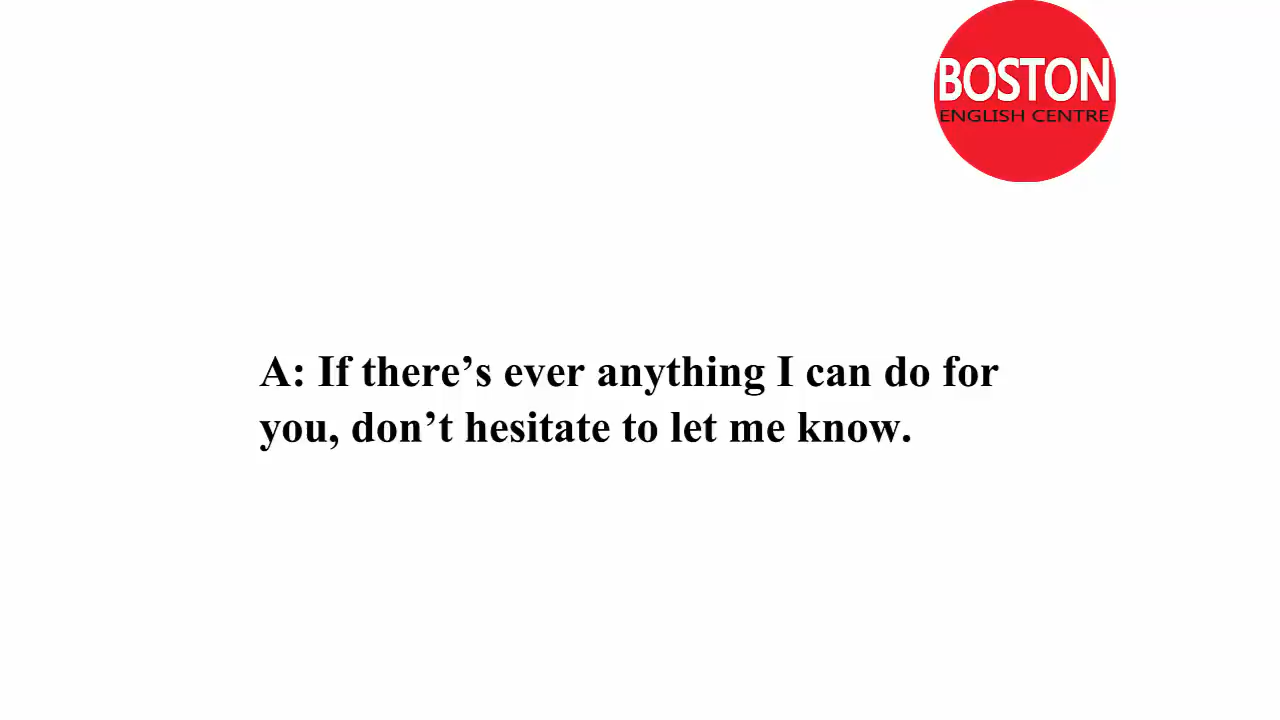 BOSTON
ENGLISH CENTRE
A: If there’s ever anything I can do for
you, don’t hesitate to let me know.